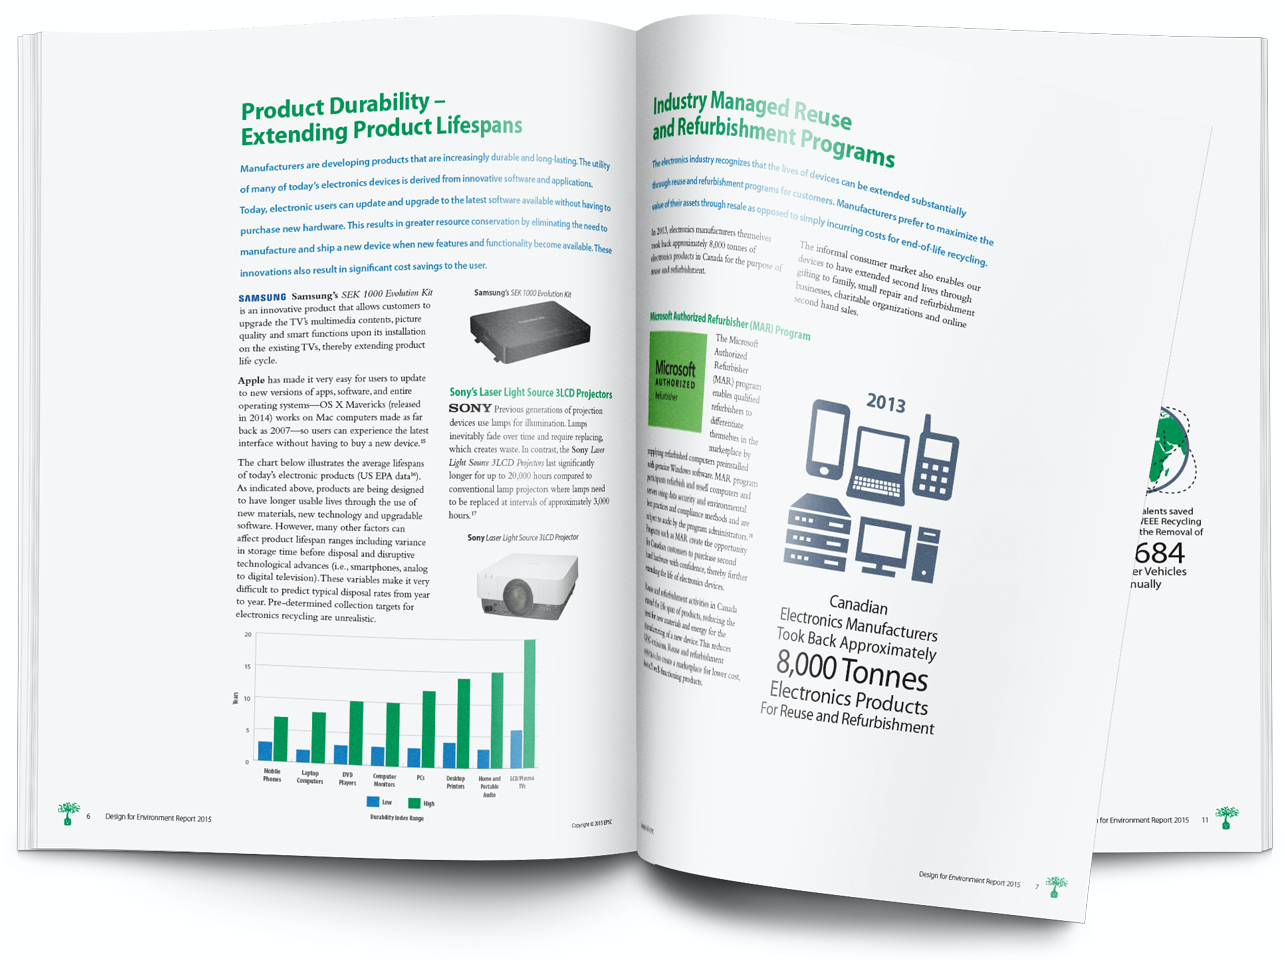 Product Durability –
Extending Product Lifespans
Manufacturers are developing products that are increasingly durable and long-lasting. The utility
of many of today's electronics devices is derived from innovative software and applications.
Today, electronic users can update and upgrade to the latest software available without having to
purchase new hardware. This results in greater resource conservation by eliminating the need to
manufacture and ship a new device when new features and functionality become available. These
innovations also result in significant cost savings to the user.
SAMSUNG Samsung's SEK 1000 Evolution Kit
is an innovative product that allows customers to
upgrade the TV's multimedia contents, picture
quality and smart functions upon its installation
on the existing TVs, thereby extending product
life cycle.
Apple has made it very easy for users to update
to new versions of apps, software, and entire
operating systems—OS X Mavericks (released
in 2014) works on Mac computers made as far
back as 2007—so users can experience the latest
interface without having to buy a new device.15
The chart below illustrates the average lifespans
of today's electronic products (US EPA data16).
As indicated above, products are being designed
to have longer usable lives through the use of
new materials, new technology and upgradable
software. However, many other factors can
affect product lifespan ranges including variance
in storage time before disposal and disruptive
technological advances (i.e., smartphones, analog
to digital television). These variables make it very
difficult to predict typical disposal rates from year
to year. Pre-determined collection targets for
electronics recycling are unrealistic.
Samsung's SEK 1000 Evolution Kit
Sony's Laser Light Source 3LCD Projectors
SONY Previous generations of projection
devices use lamps for illumination. Lamps
inevitably fade over time and require replacing,
which creates waste. In contrast, the Sony Laser
Light Source 3LCD Projectors last significantly
longer for up to 20,000 hours compared to
conventional lamp projectors where lamps need
to be replaced at intervals of approximately 3,000
hours.17
Sony Laser Light Source 3LCD Projector
20
15
10
5
0
Years
Mobile Phones
Laptop Computers
DVD Players
Computer Monitors
PCs
Desktop Printers
Home and Portable Audio
LCD/Plasma TVs
Low High
Durability Index Range
6 Design for Environment Report 2015
Copyright © 2015 EPSC
Industry Managed Reuse
and Refurbishment Programs
The electronics industry recognizes that the lives of devices can be extended substantially
through reuse and refurbishment programs for customers. Manufacturers prefer to maximize the
value of their assets through resale as opposed to simply incurring costs for end-of-life recycling.
In 2013, electronics manufacturers themselves
took back approximately 8,000 tonnes of
electronics products in Canada for the purpose of
reuse and refurbishment.
The informal consumer market also enables our
devices to have extended second lives through
gifting to family, small repair and refurbishment
businesses, charitable organizations and online
second hand sales.
Microsoft Authorized Refurbisher (MAR) Program
Microsoft
AUTHORIZED
Refurbisher
The Microsoft
Authorized
Refurbisher
(MAR) program
enables qualified
refurbishers to
differentiate
themselves in the
marketplace by
supplying refurbished computers preinstalled
with genuine Windows software. MAR program
participants refurbish and resell computers and
servers using data security and environmental
best practices and compliance methods and are
subject to audit by the program administrators.18
Programs such as MAR create the opportunity
for Canadian customers to purchase second
hand hardware with confidence, thereby further
extending the life of electronics devices.
Reuse and refurbishment activities in Canada
extend the life span of products, reducing the
need for new materials and energy for the
manufacturing of a new device. This reduces
GHG emissions. Reuse and refurbishment
also create a marketplace for lower cost,
functioning products.
2013
Canadian
Electronics Manufacturers
Took Back Approximately
8,000 Tonnes
Electronics Products
For Reuse and Refurbishment
Design for Environment Report 2015 7
alents saved
WEEE Recycling
the Removal of
684
er Vehicles
nually
n for Environment Report 2015 11